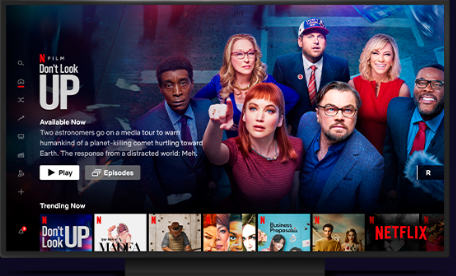 N FILM
Don't Look
UP
Available Now
Two astronomers go on a media tour to warn
humankind of a planet-killing comet hurtling toward
Earth. The response from a distracted world: Meh.
Play
Episodes
R
Trending Now
N
Don't
Look UP
N
N
N
N
Business
Proposal
N
NETFLIX